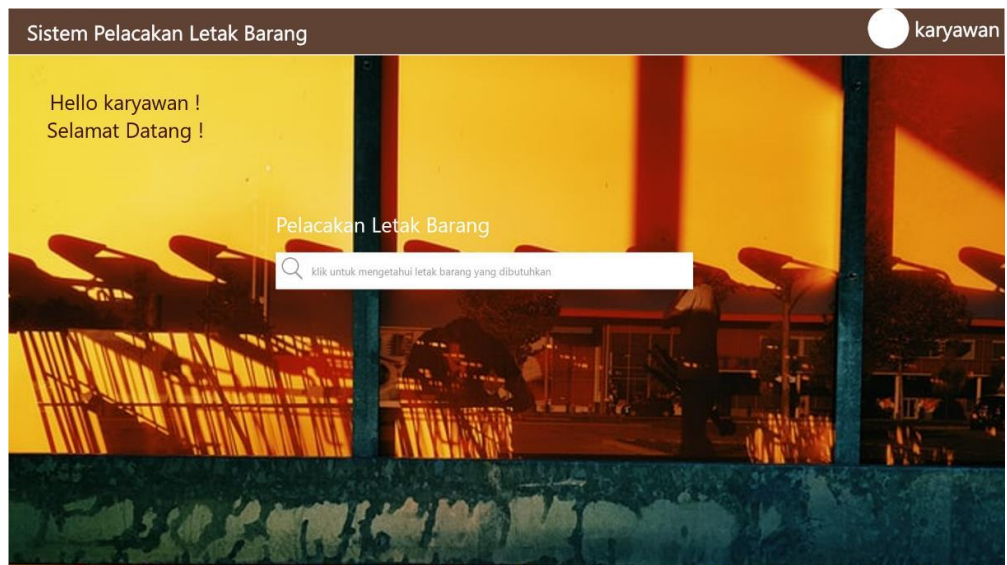 Sistem Pelacakan Letak Barang
karyawan
Hello karyawan !
Selamat Datang !
Pelacakan Letak Barang
klik untuk mengetahui letak barang yang dibutuhkan